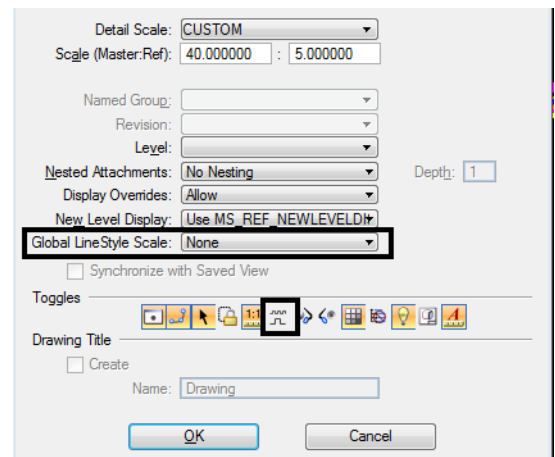 Detail Scale: CUSTOM
Scale (Master:Ref): 40.000000 : 5.000000
Named Group:
Revision:
Level:
Nested Attachments: No Nesting Depth: 1
Display Overrides: Allow
New Level Display: Use MS_REF_NEWLEVELDI
Global LineStyle Scale: None
Synchronize with Saved View
Toggles
1:1 A
Drawing Title
Create
Name: Drawing
OK Cancel